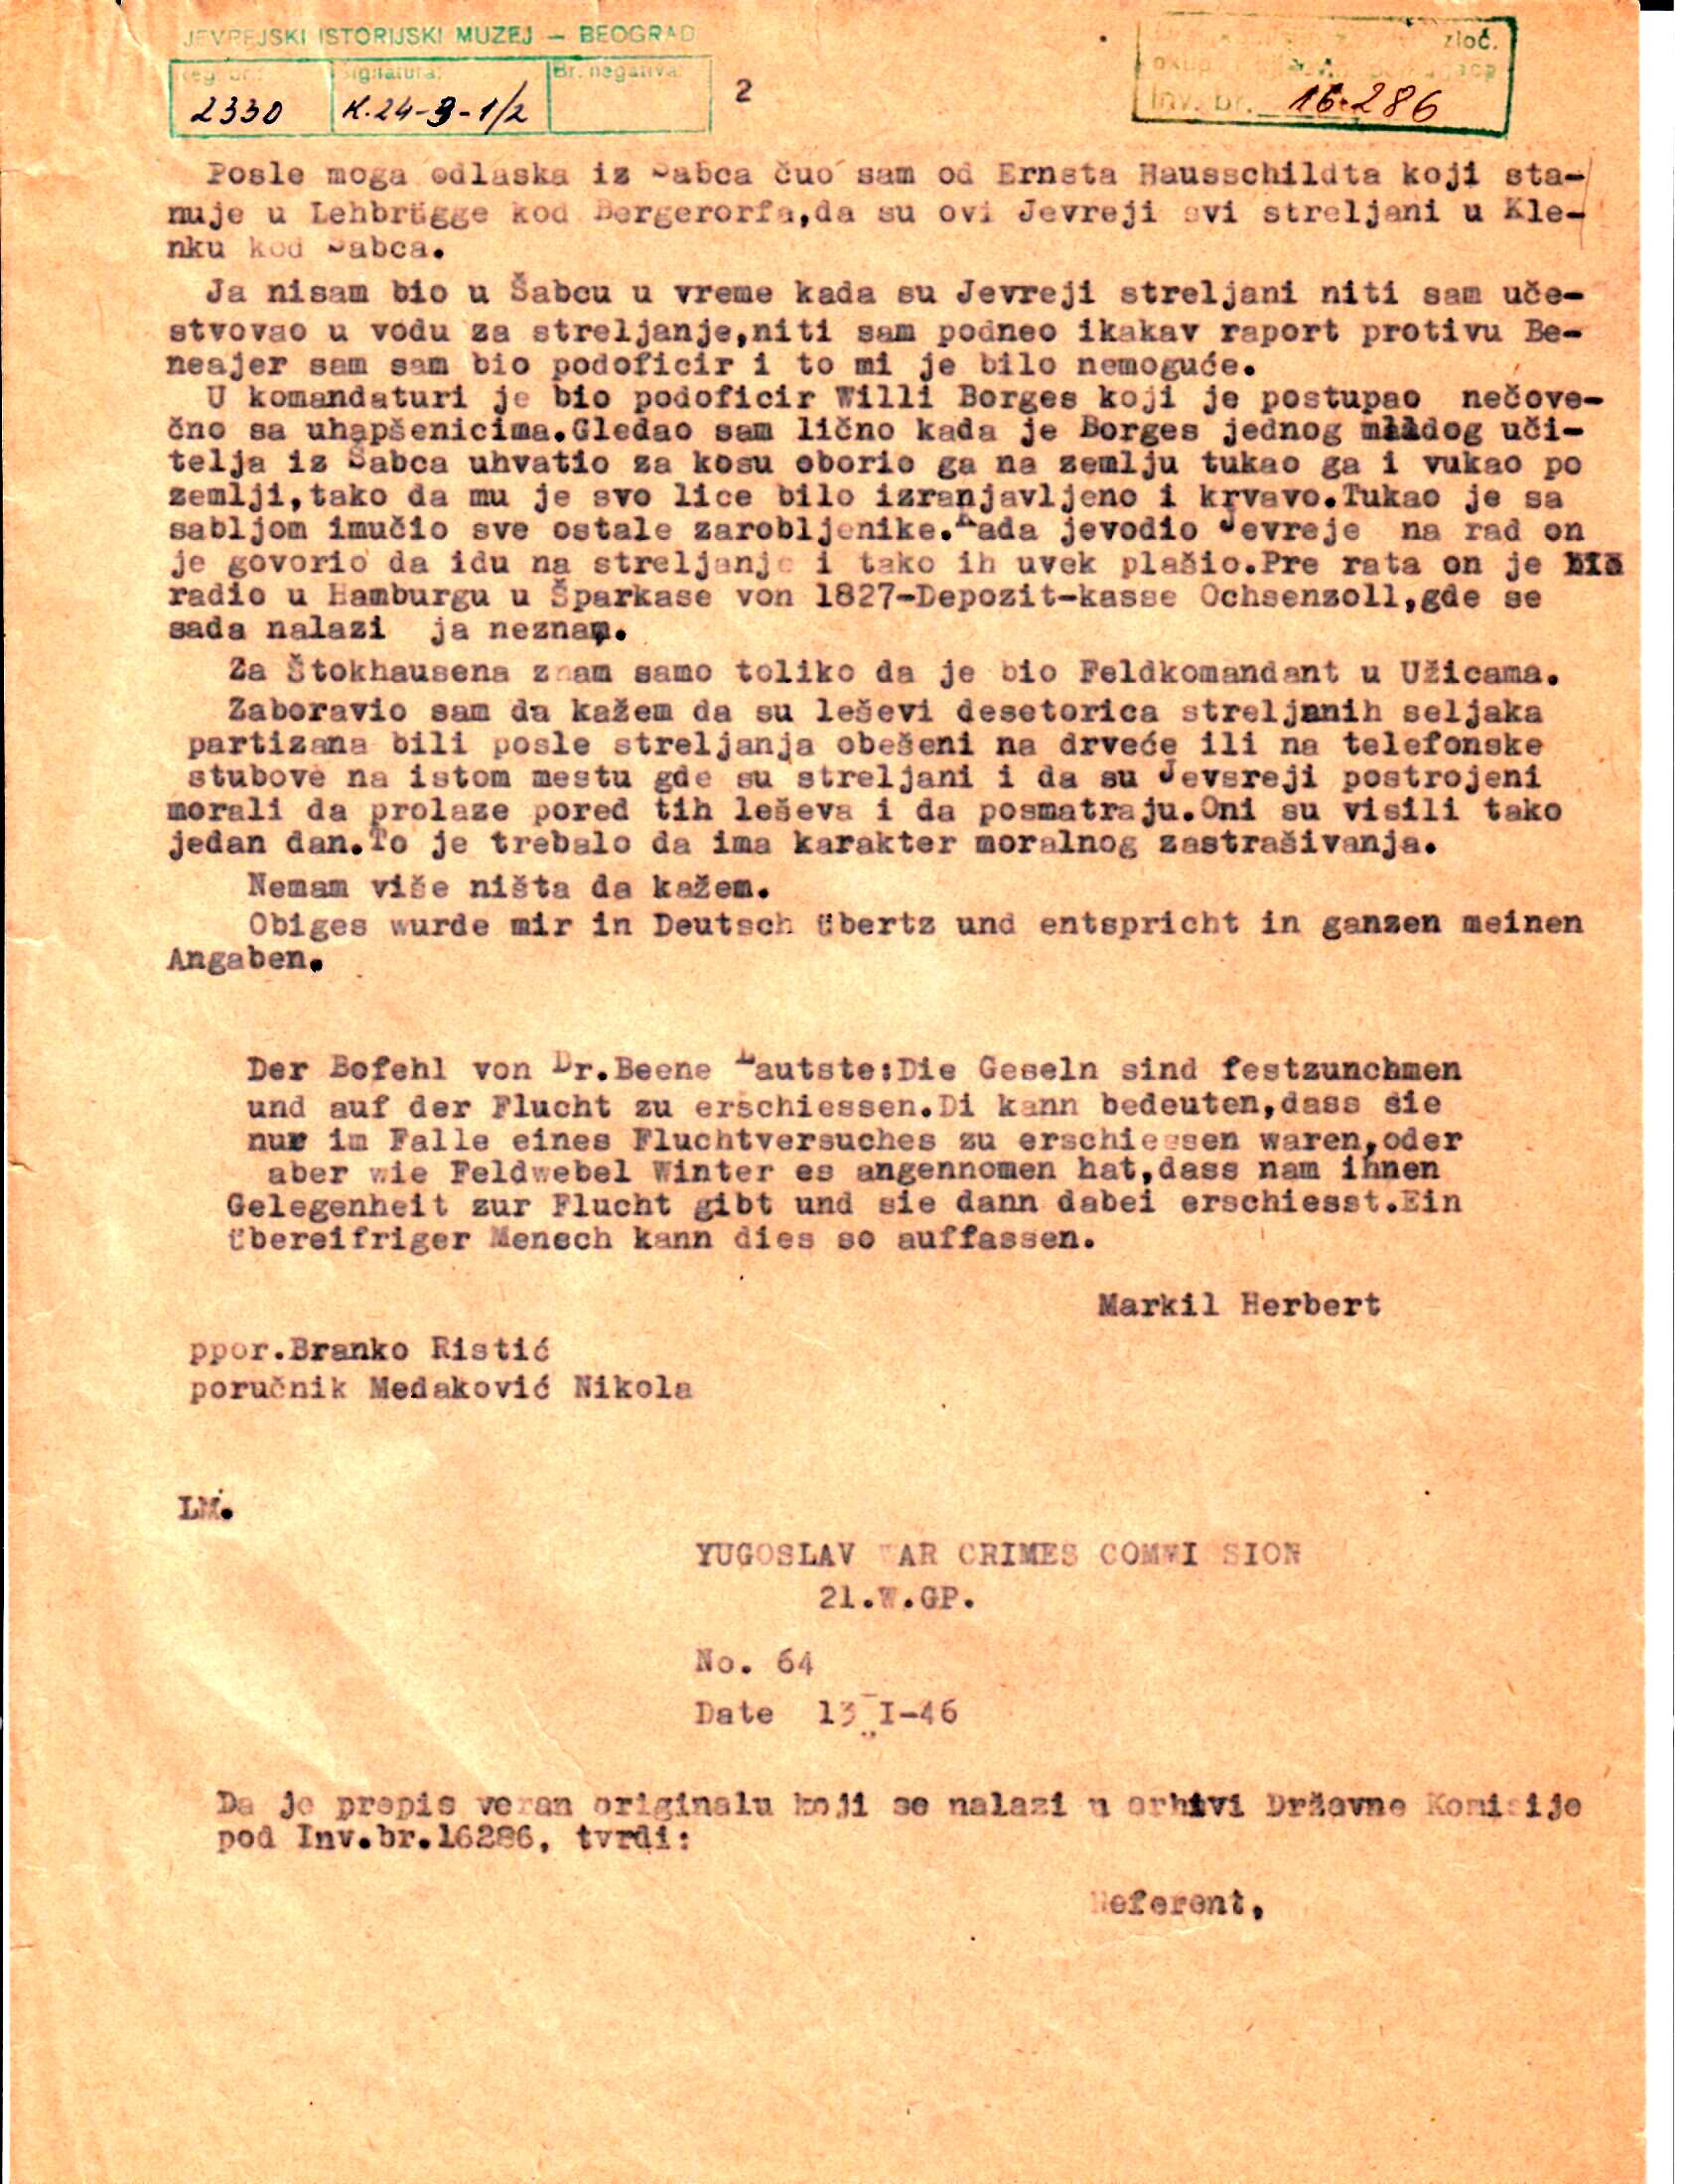 JEVREJSKI ISTORIJSKI MUZEJ — BEOGRAD
Reg. br.: Signatura: Br. negativa
2330 K.24-9-1/2
2
zloč.
Inv. br. 16.286
Posle moga odlaska iz Šabca čuo sam od Ernsta Hausschildta koji sta-
nuje u Lehbrügge kod Bergerorfa,da su ovi Jevreji svi streljani u Kle-
nku kod Šabca.
Ja nisam bio u Šabcu u vreme kada su Jevreji streljani niti sam uče-
stvovao u vodu za streljanje,niti sam podneo ikakav raport protivu Be-
neajer sam sam bio podoficir i to mi je bilo nemoguće.
U komandaturi je bio podoficir Willi Borges koji je postupao nečove-
čno sa uhapšenicima.Gledao sam lično kada je Borges jednog mladog uči-
telja iz Šabca uhvatio za kosu oborio ga na zemlju tukao ga i vukao po
zemlji,tako da mu je svo lice bilo izranjavljeno i krvavo.Tukao je sa
sabljom imučio sve ostale zarobljenike.Kada jevodio Jevreje na rad on
je govorio da idu na streljanje i tako ih uvek plašio.Pre rata on je bio
radio u Hamburgu u Šparkase von 1827-Depozit-kasse Ochsenzoll,gde se
sada nalazi ja neznam.
Za Štokhausena znam samo toliko da je bio Feldkomandant u Užicama.
Zaboravio sam da kažem da su leševi desetorica streljanih seljaka
partizana bili posle streljanja obešeni na drveće ili na telefonske
stubove na istom mestu gde su streljani i da su Jevsreji postrojeni
morali da prolaze pored tih leševa i da posmatraju.Oni su visili tako
jedan dan.To je trebalo da ima karakter moralnog zastrašivanja.
Nemam više ništa da kažem.
Obiges wurde mir in Deutsch übertz und entspricht in ganzen meinen
Angaben.
Der Bofehl von Dr.Beene Lautste:Die Geseln sind festzunchmen
und auf der Flucht zu erschiessen.Di kann bedeuten,dass sie
nur im Falle eines Fluchtversuches zu erschiessen waren,oder
aber wie Feldwebel Winter es angennomen hat,dass nam ihnen
Gelegenheit zur Flucht gibt und sie dann dabei erschiesst.Ein
übereifriger Mensch kann dies so auffassen.
Markil Herbert
ppor.Branko Ristić
poručnik Medaković Nikola
LM.
YUGOSLAV WAR CRIMES COMMISSION
21.W.GP.
No. 64
Date 13 I-46
Da je prepis veran originalu koji se nalazi u arhivi Državne Komisije
pod Inv.br.16286, tvrdi:
Referent,